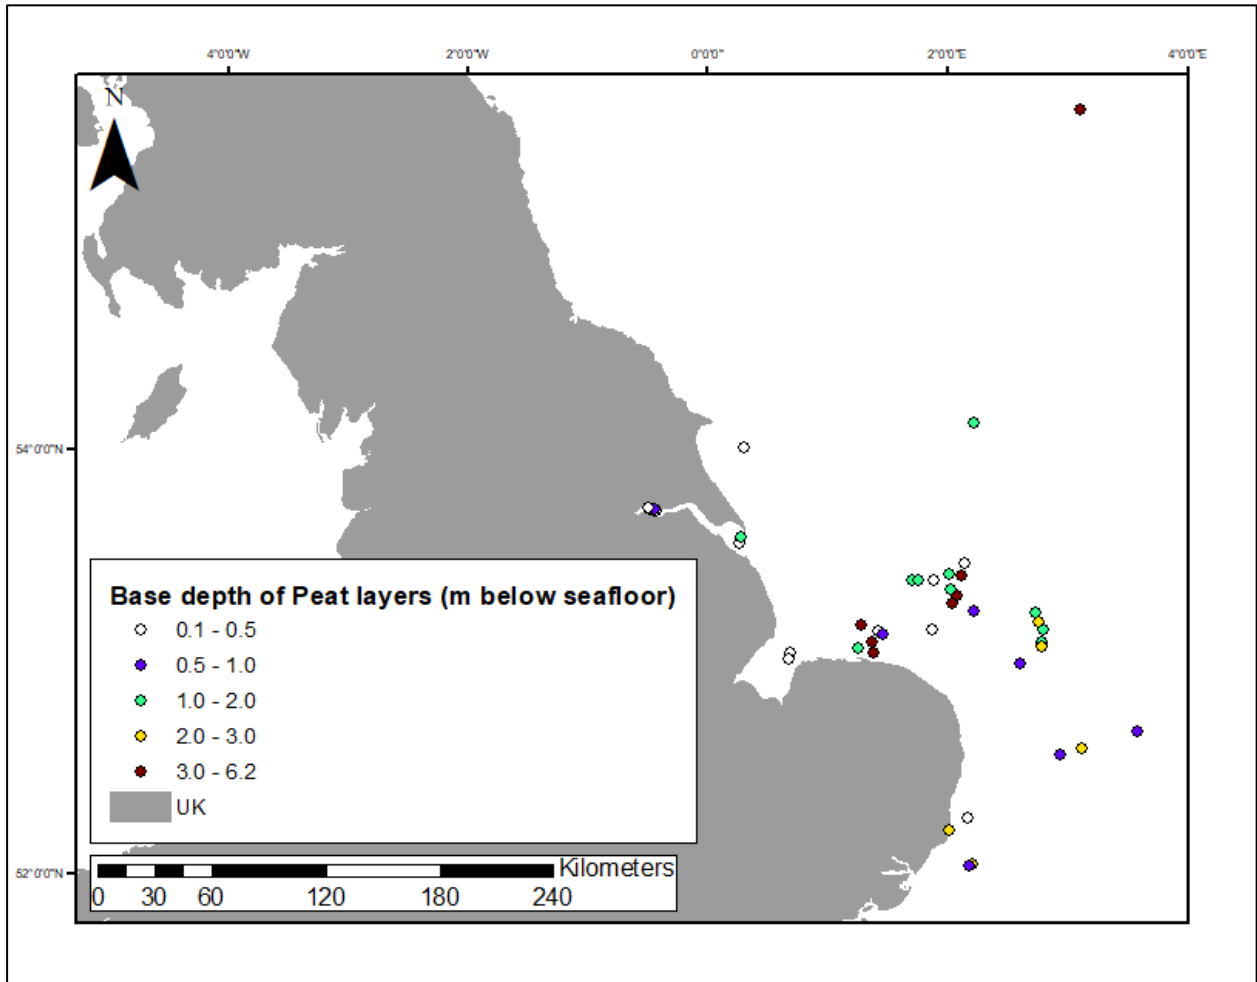 4°0'0"W 2°0'0"W 0°0'0" 2°0'0"E 4°0'0"E
N
54°0'0"N
Base depth of Peat layers (m below seafloor)
0.1 - 0.5
0.5 - 1.0
1.0 - 2.0
2.0 - 3.0
3.0 - 6.2
UK
52°0'0"N
Kilometers
0 30 60 120 180 240